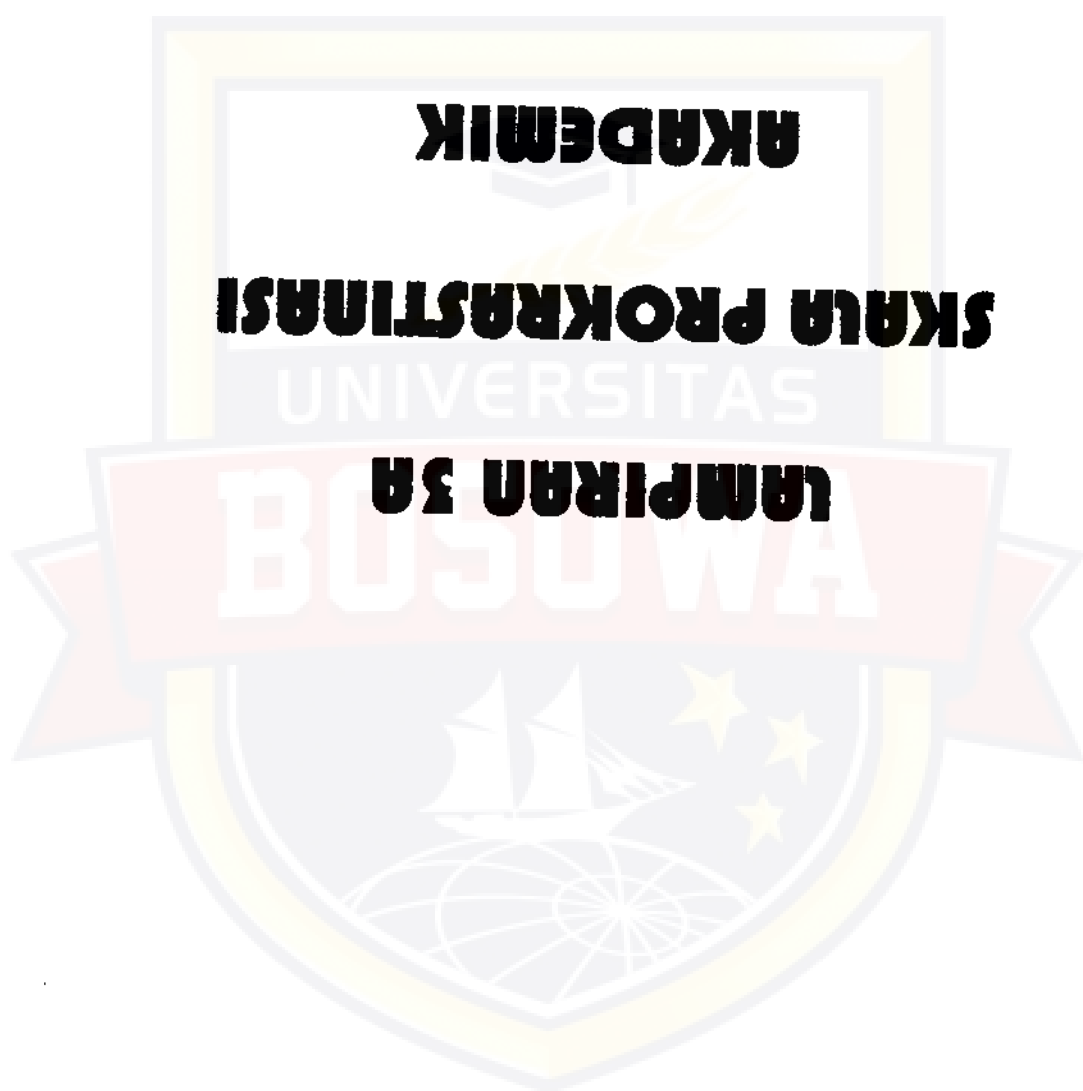 LAMPIRAN 3A
SKALA PROKRASTINASI
AKADEMIK
UNIVERSITAS
BOSOWA